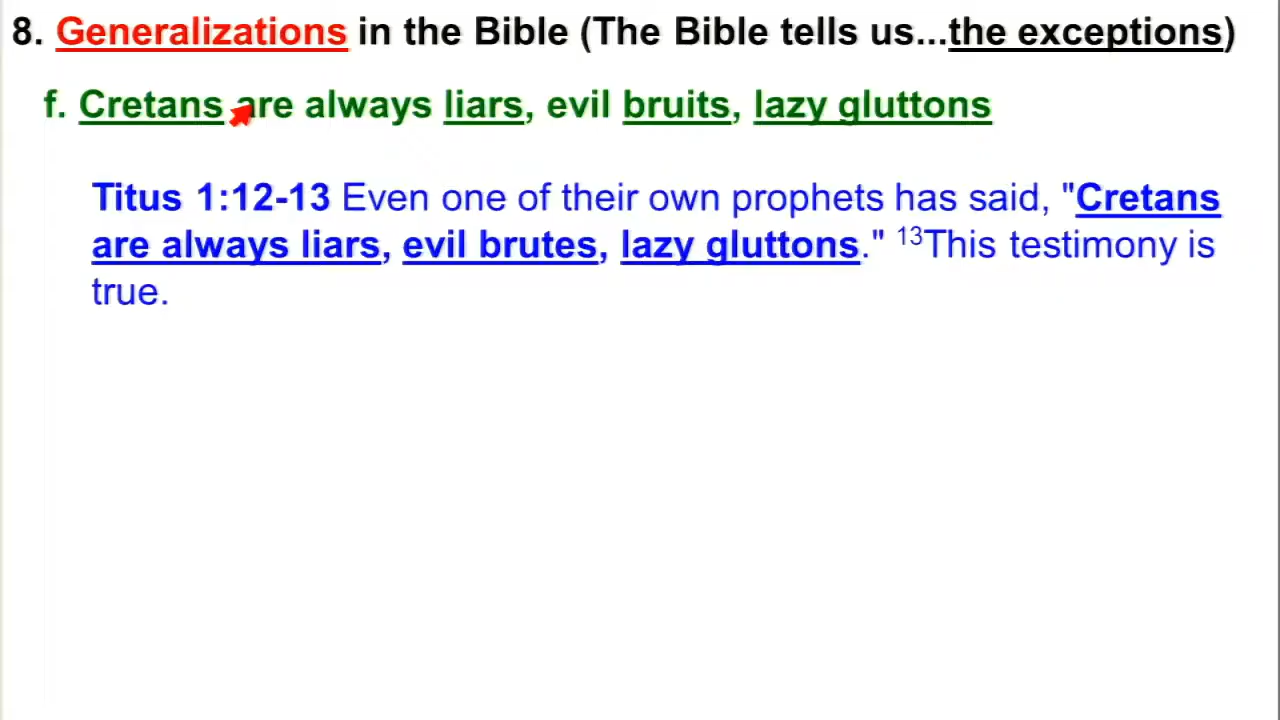 8. Generalizations in the Bible (The Bible tells us...the exceptions)
f. Cretans are always liars, evil bruits, lazy gluttons
Titus 1:12-13 Even one of their own prophets has said, "Cretans
are always liars, evil brutes, lazy gluttons." 13This testimony is
true.